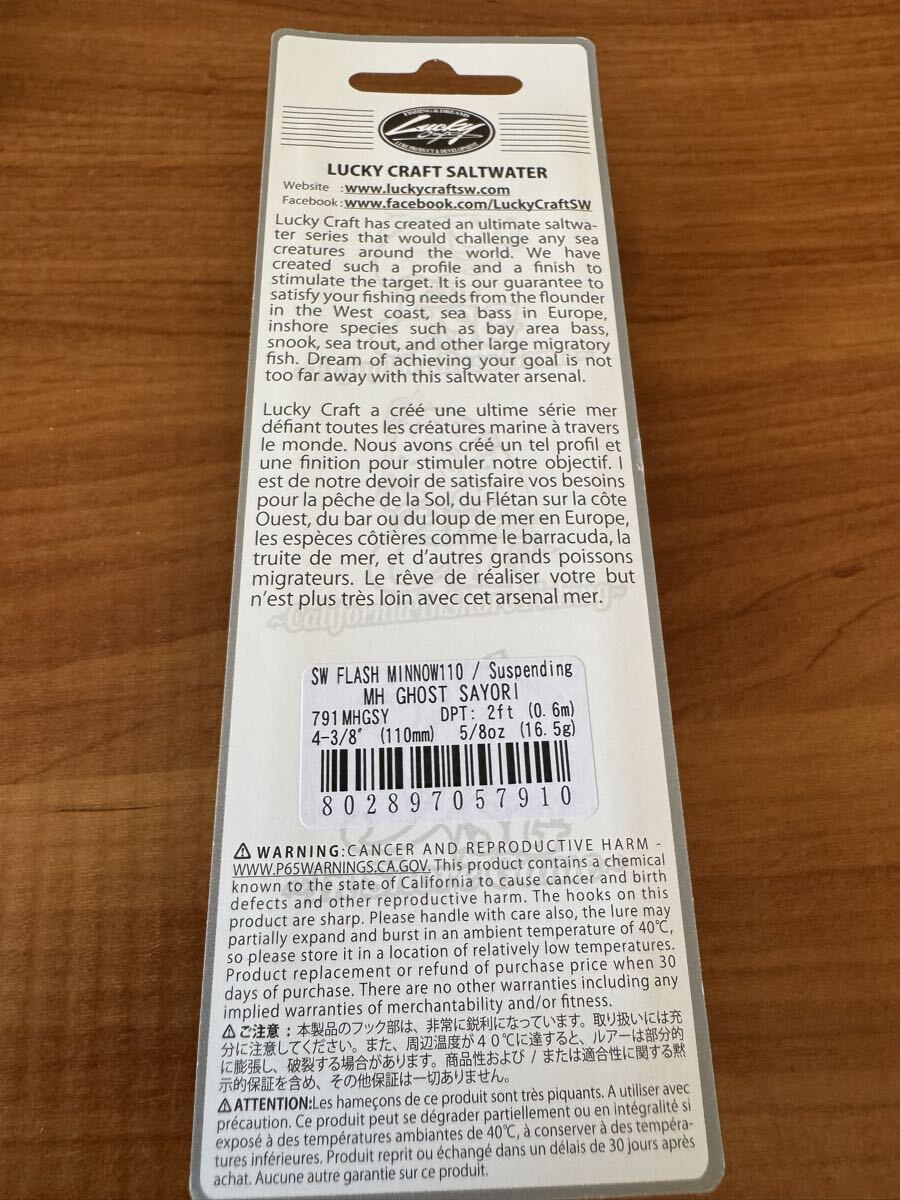 FISHING & DREAMS
Lucky
Craft
LURE PRODUCT & DEVELOPMENT
LUCKY CRAFT SALTWATER
Website : www.luckycraftsw.com
Facebook : www.facebook.com/LuckyCraftSW
Lucky Craft has created an ultimate saltwa-
ter series that would challenge any sea
creatures around the world. We have
created such a profile and a finish to
stimulate the target. It is our guarantee to
satisfy your fishing needs from the flounder
in the West coast, sea bass in Europe,
inshore species such as bay area bass,
snook, sea trout, and other large migratory
fish. Dream of achieving your goal is not
too far away with this saltwater arsenal.
Lucky Craft a créé une ultime série mer
défiant toutes les créatures marine à travers
le monde. Nous avons créé un tel profil et
une finition pour stimuler notre objectif. I
est de notre devoir de satisfaire vos besoins
pour la pêche de la Sol, du Flétan sur la côte
Ouest, du bar ou du loup de mer en Europe,
les espèces côtières comme le barracuda, la
truite de mer, et d'autres grands poissons
migrateurs. Le rêve de réaliser votre but
n'est plus très loin avec cet arsenal mer.
SW FLASH MINNOW110 / Suspending
MH GHOST SAYORI
791MHGSY DPT: 2ft (0.6m)
4-3/8" (110mm) 5/8oz (16.5g)
802897057910
⚠ WARNING:CANCER AND REPRODUCTIVE HARM -
WWW.P65WARNINGS.CA.GOV. This product contains a chemical
known to the state of California to cause cancer and birth
defects and other reproductive harm. The hooks on this
product are sharp. Please handle with care also, the lure may
partially expand and burst in an ambient temperature of 40℃,
so please store it in a location of relatively low temperatures.
Product replacement or refund of purchase price when 30
days of purchase. There are no other warranties including any
implied warranties of merchantability and/or fitness.
⚠ご注意：本製品のフック部は、非常に鋭利になっています。取り扱いには充
分に注意してください。また、周辺温度が４０℃に達すると、ルアーは部分的
に膨張し、破裂する場合があります。商品性および / または適合性に関する黙
示的保証を含め、その他保証は一切ありません。
⚠ATTENTION:Les hameçons de ce produit sont très piquants. A utiliser avec
précaution. Ce produit peut se dégrader partiellement ou en intégralité si
exposé à des températures ambiantes de 40℃, à conserver à des tempéra-
tures inférieures. Produit reprit ou échangé dans un délais de 30 jours après
achat. Aucune autre garantie sur ce produit.